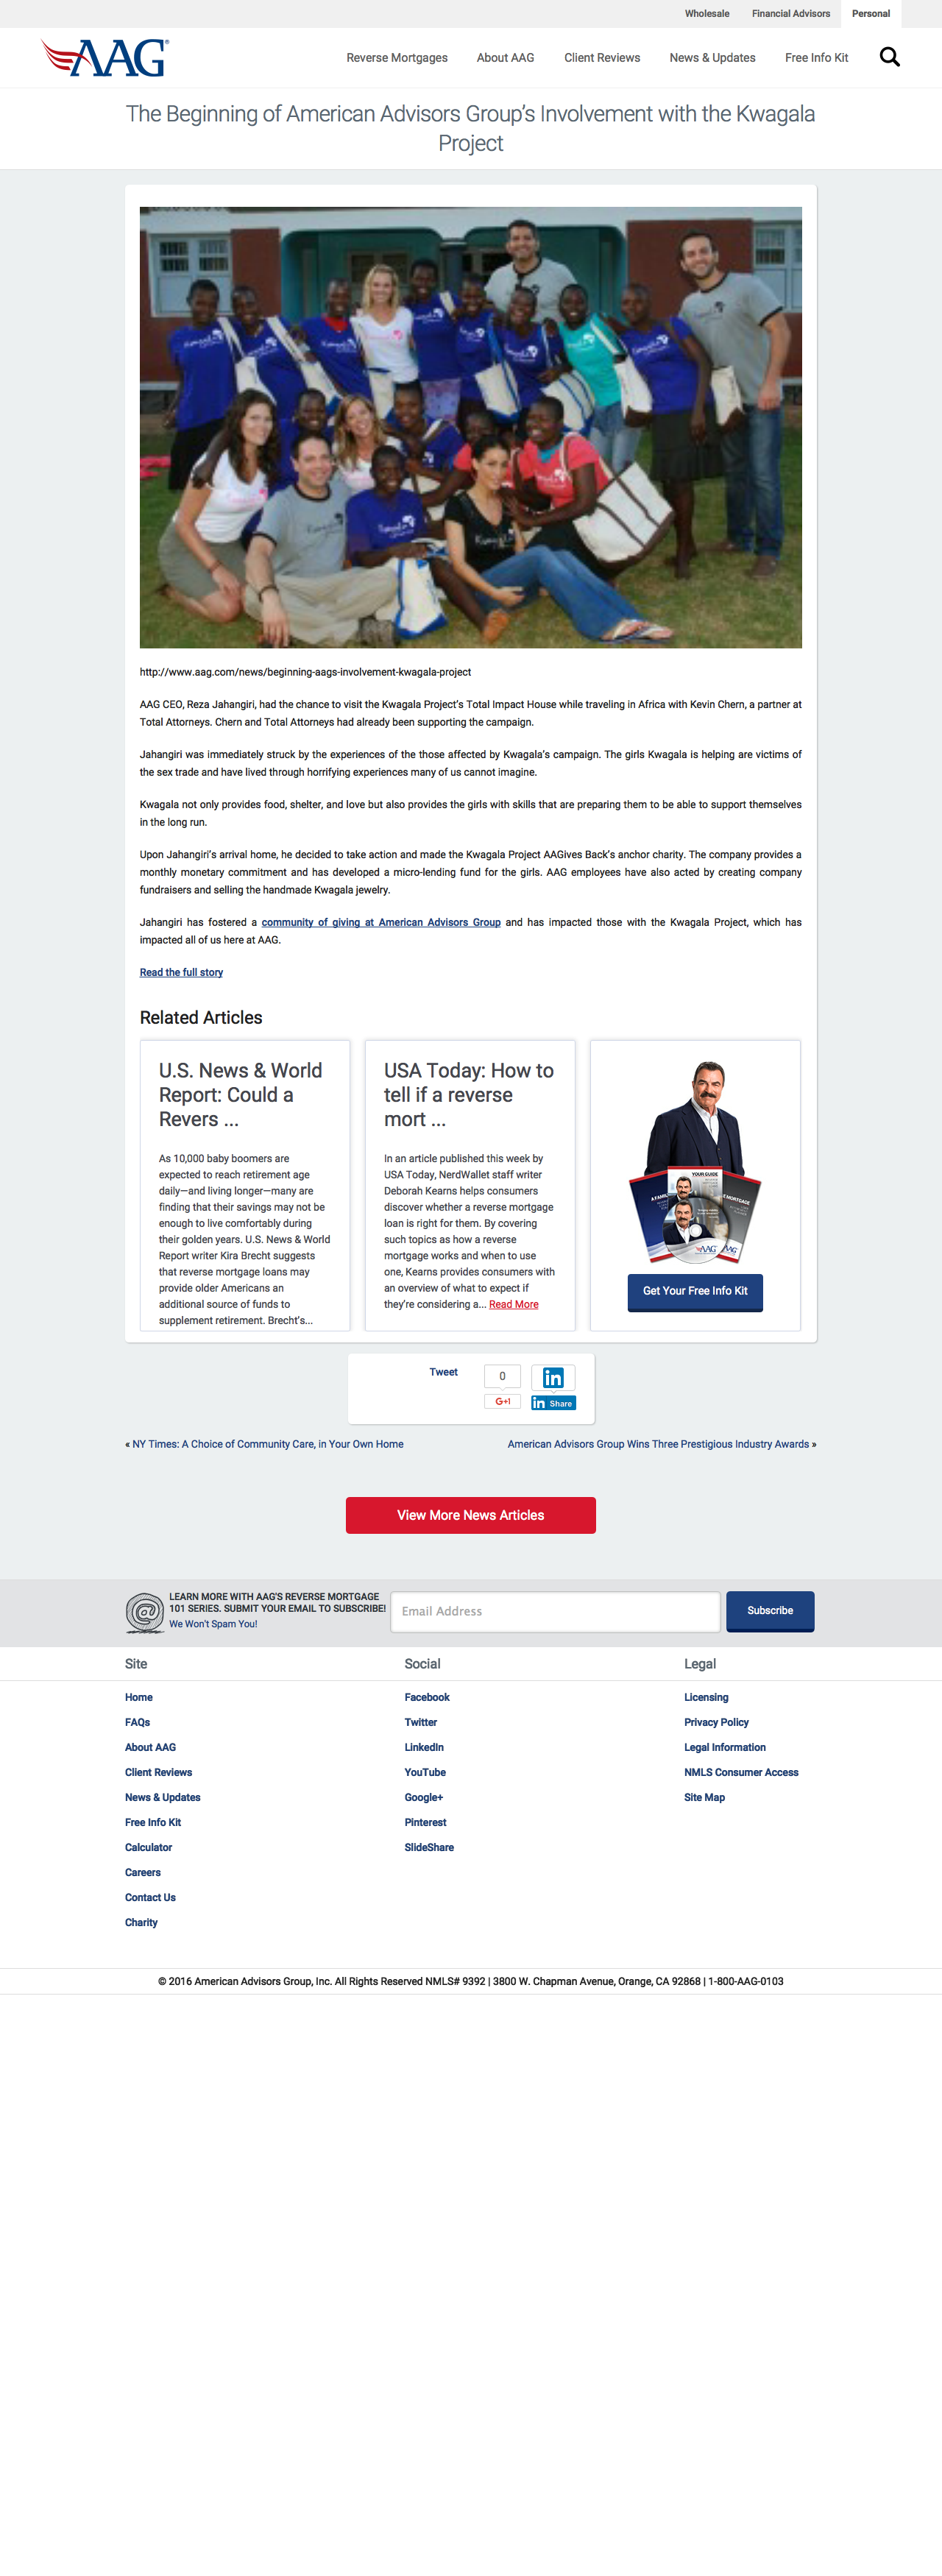 Wholesale Financial Advisors Personal
AAG®
Reverse Mortgages About AAG Client Reviews News & Updates Free Info Kit
The Beginning of American Advisors Group’s Involvement with the Kwagala
Project
http://www.aag.com/news/beginning-aags-involvement-kwagala-project
AAG CEO, Reza Jahangiri, had the chance to visit the Kwagala Project’s Total Impact House while traveling in Africa with Kevin Chern, a partner at
Total Attorneys. Chern and Total Attorneys had already been supporting the campaign.
Jahangiri was immediately struck by the experiences of the those affected by Kwagala’s campaign. The girls Kwagala is helping are victims of
the sex trade and have lived through horrifying experiences many of us cannot imagine.
Kwagala not only provides food, shelter, and love but also provides the girls with skills that are preparing them to be able to support themselves
in the long run.
Upon Jahangiri’s arrival home, he decided to take action and made the Kwagala Project AAGives Back’s anchor charity. The company provides a
monthly monetary commitment and has developed a micro-lending fund for the girls. AAG employees have also acted by creating company
fundraisers and selling the handmade Kwagala jewelry.
Jahangiri has fostered a community of giving at American Advisors Group and has impacted those with the Kwagala Project, which has
impacted all of us here at AAG.
Read the full story
Related Articles
U.S. News & World
Report: Could a
Revers ...
As 10,000 baby boomers are
expected to reach retirement age
daily—and living longer—many are
finding that their savings may not be
enough to live comfortably during
their golden years. U.S. News & World
Report writer Kira Brecht suggests
that reverse mortgage loans may
provide older Americans an
additional source of funds to
supplement retirement. Brecht’s...
USA Today: How to
tell if a reverse
mort ...
In an article published this week by
USA Today, NerdWallet staff writer
Deborah Kearns helps consumers
discover whether a reverse mortgage
loan is right for them. By covering
such topics as how a reverse
mortgage works and when to use
one, Kearns provides consumers with
an overview of what to expect if
they’re considering a... Read More
YOUR GUIDE
AAG AAG
Get Your Free Info Kit
Tweet
0
G+1
in
in Share
« NY Times: A Choice of Community Care, in Your Own Home
American Advisors Group Wins Three Prestigious Industry Awards »
View More News Articles
@
LEARN MORE WITH AAG'S REVERSE MORTGAGE
101 SERIES. SUBMIT YOUR EMAIL TO SUBSCRIBE!
We Won't Spam You!
Email Address
Subscribe
Site
Home
FAQs
About AAG
Client Reviews
News & Updates
Free Info Kit
Calculator
Careers
Contact Us
Charity
Social
Facebook
Twitter
LinkedIn
YouTube
Google+
Pinterest
SlideShare
Legal
Licensing
Privacy Policy
Legal Information
NMLS Consumer Access
Site Map
© 2016 American Advisors Group, Inc. All Rights Reserved NMLS# 9392 | 3800 W. Chapman Avenue, Orange, CA 92868 | 1-800-AAG-0103